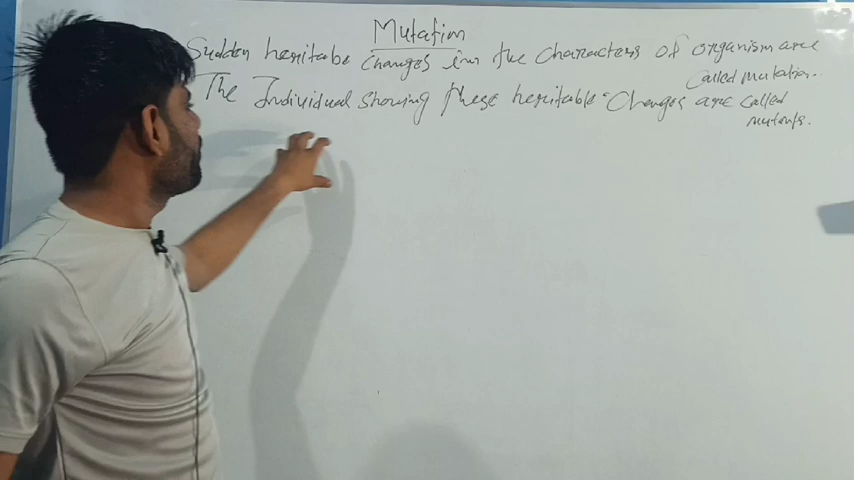 Mutation
Sudden heritabe changes in the characters of organism are
called mutation..
The Individual showing these heritable changes are called
mutants.